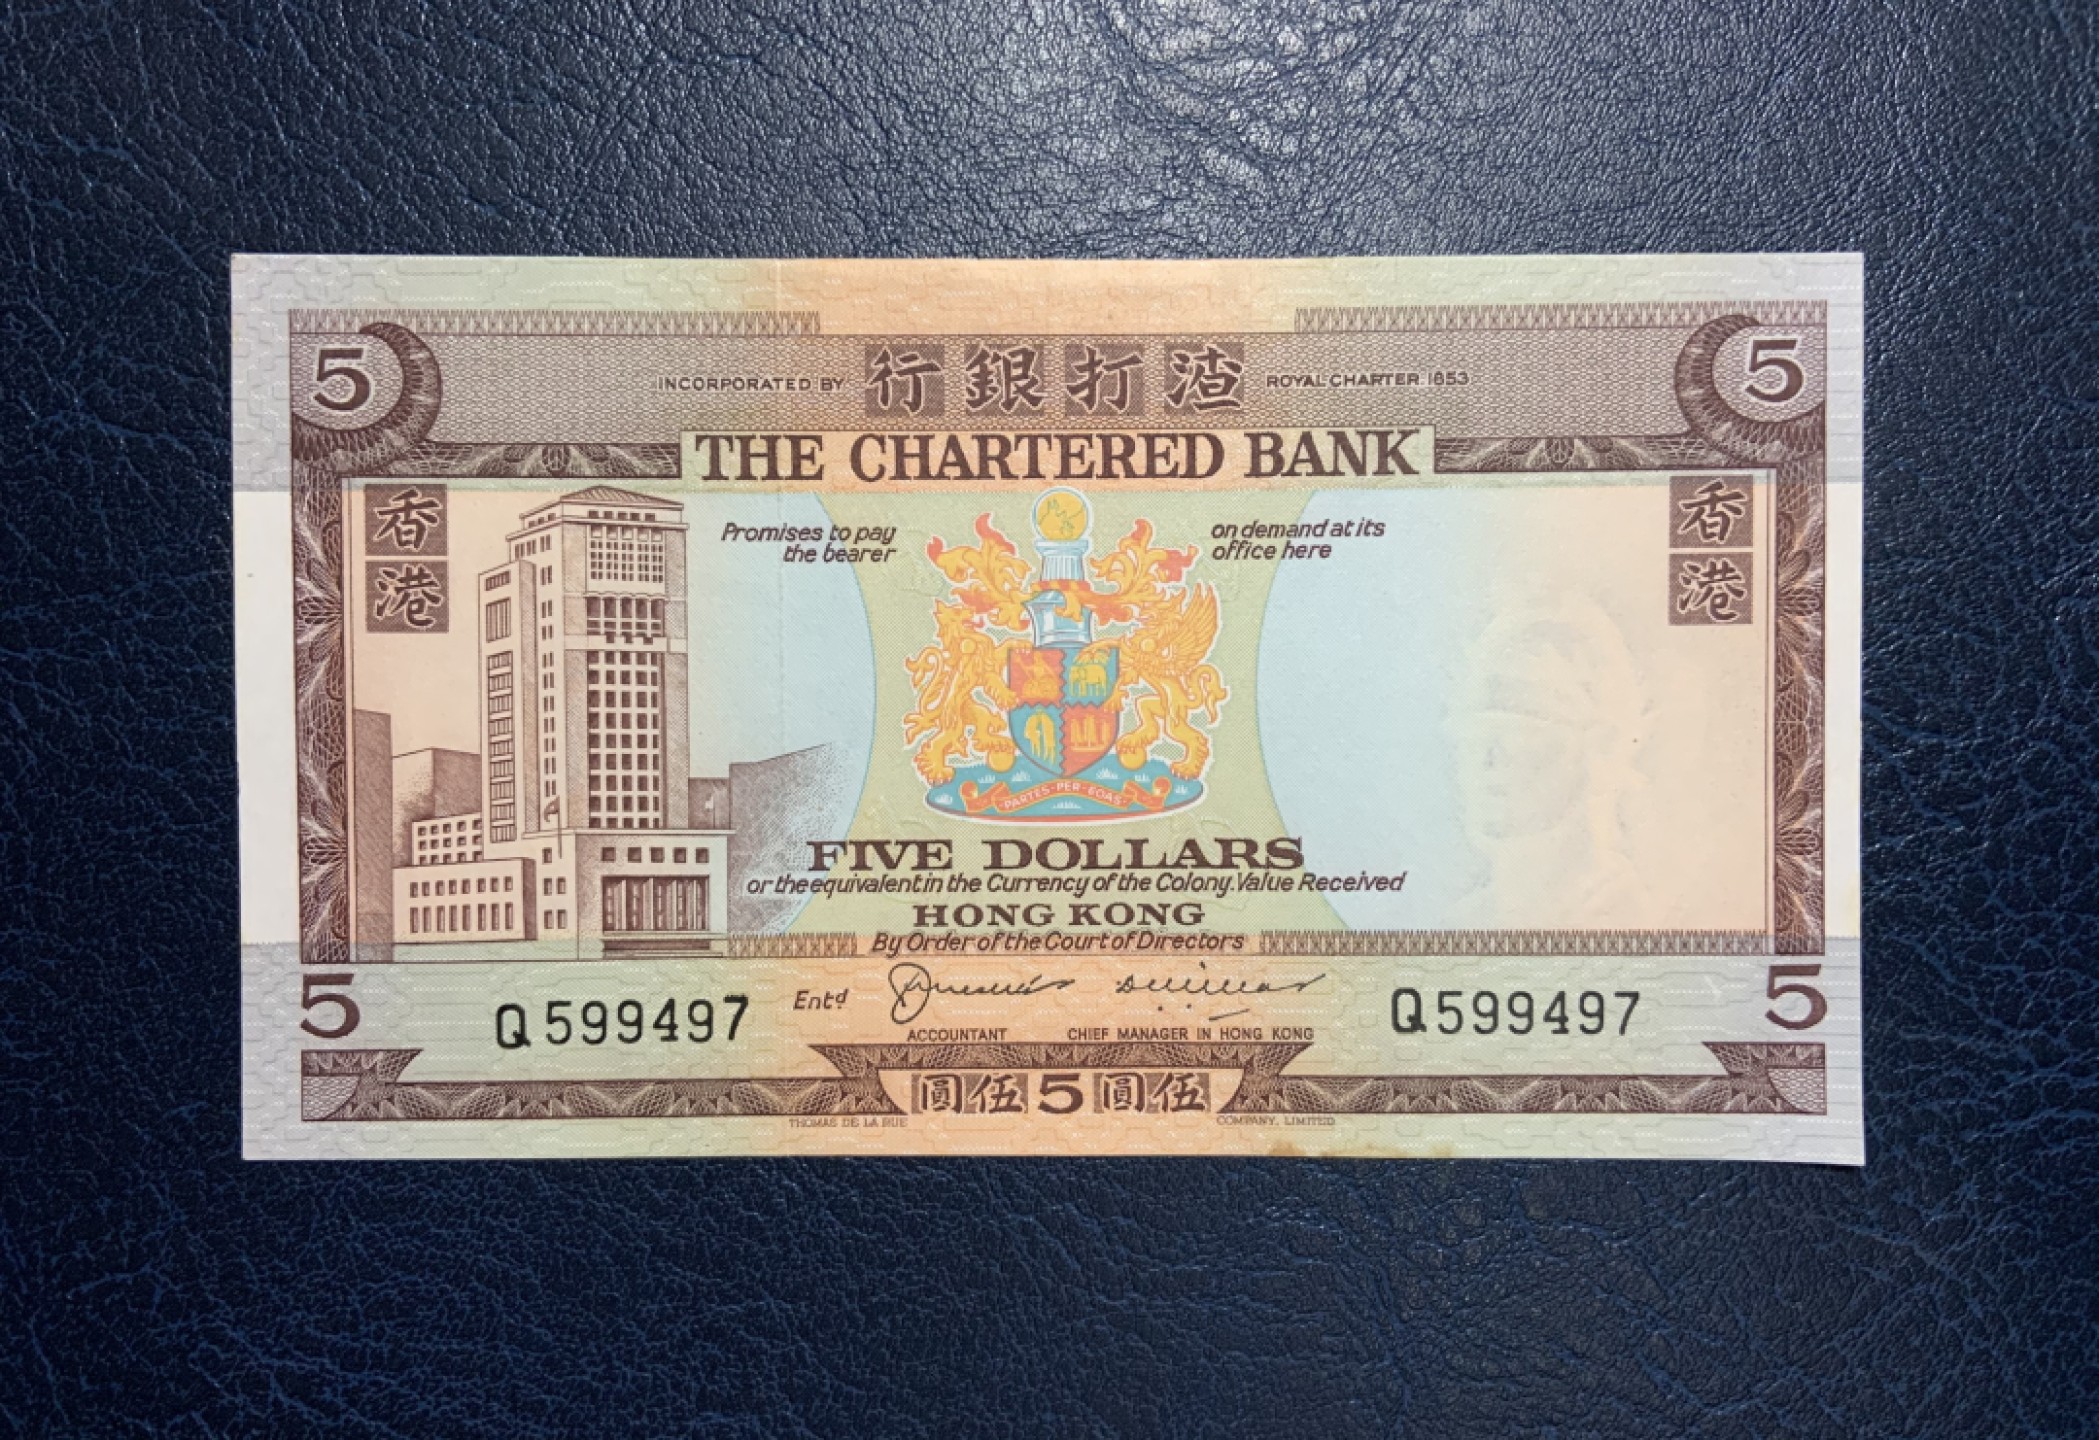 5 5
INCORPORATED BY 行銀打渣 ROYAL CHARTER 1853
THE CHARTERED BANK
香港 香港
Promises to pay the bearer
on demand at its office here
PARTES·PER·EOAS
FIVE DOLLARS
or the equivalent in the Currency of the Colony. Value Received
HONG KONG
By Order of the Court of Directors
5 5
Q599497 Entd Q599497
ACCOUNTANT CHIEF MANAGER IN HONG KONG
圓伍 5 圓伍
THOMAS DE LA RUE COMPANY, LIMITED